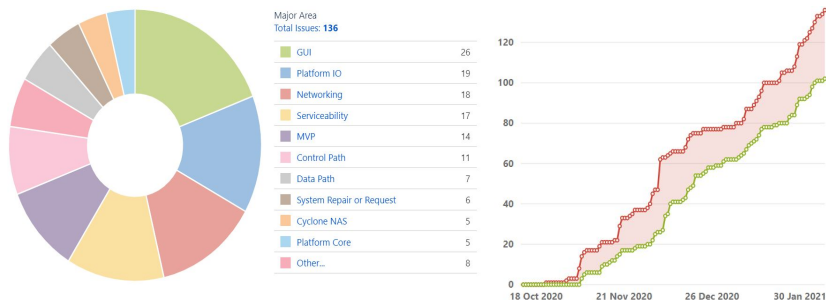 Major Area
Total Issues: 136
GUI 26
Platform IO 19
Networking 18
Serviceability 17
MVP 14
Control Path 11
Data Path 7
System Repair or Request 6
Cyclone NAS 5
Platform Core 5
Other... 8
120
100
80
60
40
20
0
18 Oct 2020 21 Nov 2020 26 Dec 2020 30 Jan 2021